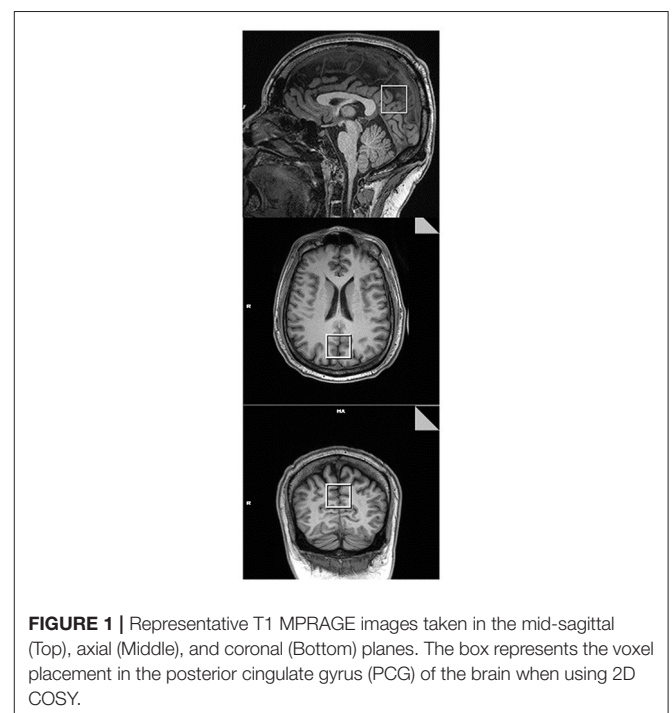 R
MA
R
FIGURE 1 | Representative T1 MPRAGE images taken in the mid-sagittal
(Top), axial (Middle), and coronal (Bottom) planes. The box represents the voxel
placement in the posterior cingulate gyrus (PCG) of the brain when using 2D
COSY.